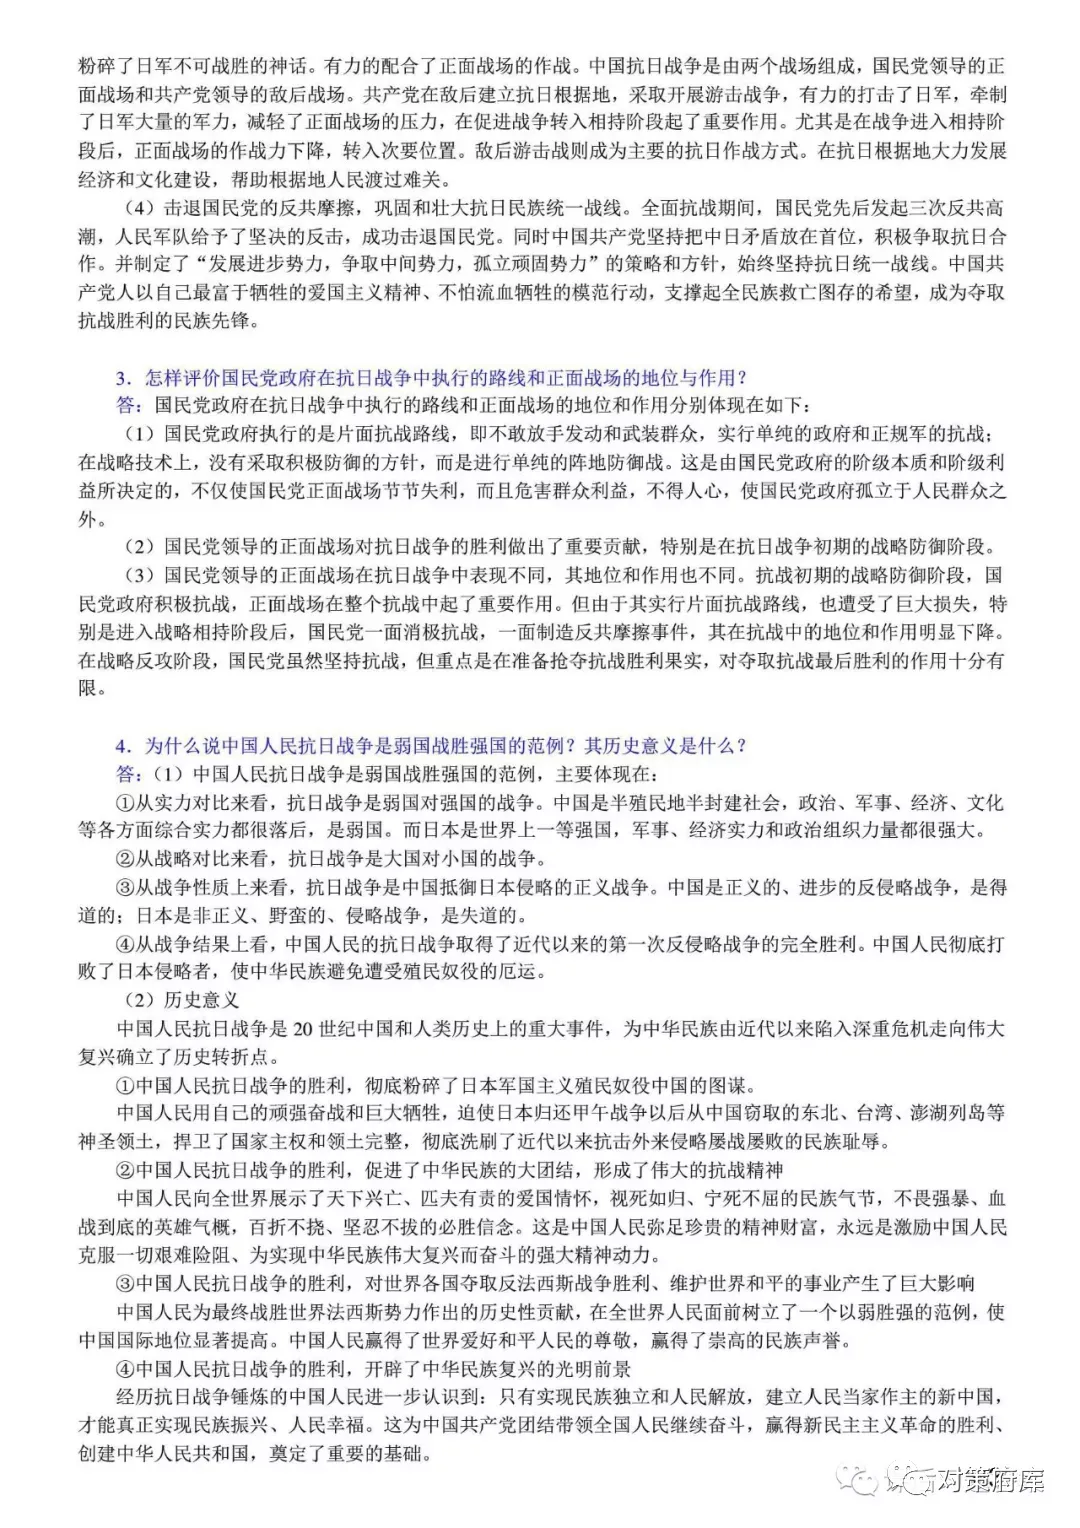 粉碎了日军不可战胜的神话。有力的配合了正面战场的作战。中国抗日战争是由两个战场组成，国民党领导的正
面战场和共产党领导的敌后战场。共产党在敌后建立抗日根据地，采取开展游击战争，有力的打击了日军，牵制
了日军大量的军力，减轻了正面战场的压力，在促进战争转入相持阶段起了重要作用。尤其是在战争进入相持阶
段后，正面战场的作战力下降，转入次要位置。敌后游击战则成为主要的抗日作战方式。在抗日根据地大力发展
经济和文化建设，帮助根据地人民渡过难关。
（4）击退国民党的反共摩擦，巩固和壮大抗日民族统一战线。全面抗战期间，国民党先后发起三次反共高
潮，人民军队给予了坚决的反击，成功击退国民党。同时中国共产党坚持把中日矛盾放在首位，积极争取抗日合
作。并制定了“发展进步势力，争取中间势力，孤立顽固势力”的策略和方针，始终坚持抗日统一战线。中国共
产党人以自己最富于牺牲的爱国主义精神、不怕流血牺牲的模范行动，支撑起全民族救亡图存的希望，成为夺取
抗战胜利的民族先锋。
3．怎样评价国民党政府在抗日战争中执行的路线和正面战场的地位与作用？
答：国民党政府在抗日战争中执行的路线和正面战场的地位和作用分别体现在如下：
（1）国民党政府执行的是片面抗战路线，即不敢放手发动和武装群众，实行单纯的政府和正规军的抗战；
在战略技术上，没有采取积极防御的方针，而是进行单纯的阵地防御战。这是由国民党政府的阶级本质和阶级利
益所决定的，不仅使国民党正面战场节节失利，而且危害群众利益，不得人心，使国民党政府孤立于人民群众之
外。
（2）国民党领导的正面战场对抗日战争的胜利做出了重要贡献，特别是在抗日战争初期的战略防御阶段。
（3）国民党领导的正面战场在抗日战争中表现不同，其地位和作用也不同。抗战初期的战略防御阶段，国
民党政府积极抗战，正面战场在整个抗战中起了重要作用。但由于其实行片面抗战路线，也遭受了巨大损失，特
别是进入战略相持阶段后，国民党一面消极抗战，一面制造反共摩擦事件，其在抗战中的地位和作用明显下降。
在战略反攻阶段，国民党虽然坚持抗战，但重点是在准备抢夺抗战胜利果实，对夺取抗战最后胜利的作用十分有
限。
4．为什么说中国人民抗日战争是弱国战胜强国的范例？其历史意义是什么？
答：（1）中国人民抗日战争是弱国战胜强国的范例，主要体现在：
①从实力对比来看，抗日战争是弱国对强国的战争。中国是半殖民地半封建社会，政治、军事、经济、文化
等各方面综合实力都很落后，是弱国。而日本是世界上一等强国，军事、经济实力和政治组织力量都很强大。
②从战略对比来看，抗日战争是大国对小国的战争。
③从战争性质上来看，抗日战争是中国抵御日本侵略的正义战争。中国是正义的、进步的反侵略战争，是得
道的；日本是非正义、野蛮的、侵略战争，是失道的。
④从战争结果上看，中国人民的抗日战争取得了近代以来的第一次反侵略战争的完全胜利。中国人民彻底打
败了日本侵略者，使中华民族避免遭受殖民奴役的厄运。
（2）历史意义
中国人民抗日战争是 20 世纪中国和人类历史上的重大事件，为中华民族由近代以来陷入深重危机走向伟大
复兴确立了历史转折点。
①中国人民抗日战争的胜利，彻底粉碎了日本军国主义殖民奴役中国的图谋。
中国人民用自己的顽强奋战和巨大牺牲，迫使日本归还甲午战争以后从中国窃取的东北、台湾、澎湖列岛等
神圣领土，捍卫了国家主权和领土完整，彻底洗刷了近代以来抗击外来侵略屡战屡败的民族耻辱。
②中国人民抗日战争的胜利，促进了中华民族的大团结，形成了伟大的抗战精神
中国人民向全世界展示了天下兴亡、匹夫有责的爱国情怀，视死如归、宁死不屈的民族气节，不畏强暴、血
战到底的英雄气概，百折不挠、坚忍不拔的必胜信念。这是中国人民弥足珍贵的精神财富，永远是激励中国人民
克服一切艰难险阻、为实现中华民族伟大复兴而奋斗的强大精神动力。
③中国人民抗日战争的胜利，对世界各国夺取反法西斯战争胜利、维护世界和平的事业产生了巨大影响
中国人民为最终战胜世界法西斯势力作出的历史性贡献，在全世界人民面前树立了一个以弱胜强的范例，使
中国国际地位显著提高。中国人民赢得了世界爱好和平人民的尊敬，赢得了崇高的民族声誉。
④中国人民抗日战争的胜利，开辟了中华民族复兴的光明前景
经历抗日战争锤炼的中国人民进一步认识到：只有实现民族独立和人民解放，建立人民当家作主的新中国，
才能真正实现民族振兴、人民幸福。这为中国共产党团结带领全国人民继续奋斗，赢得新民主主义革命的胜利、
创建中华人民共和国，奠定了重要的基础。
对策府库